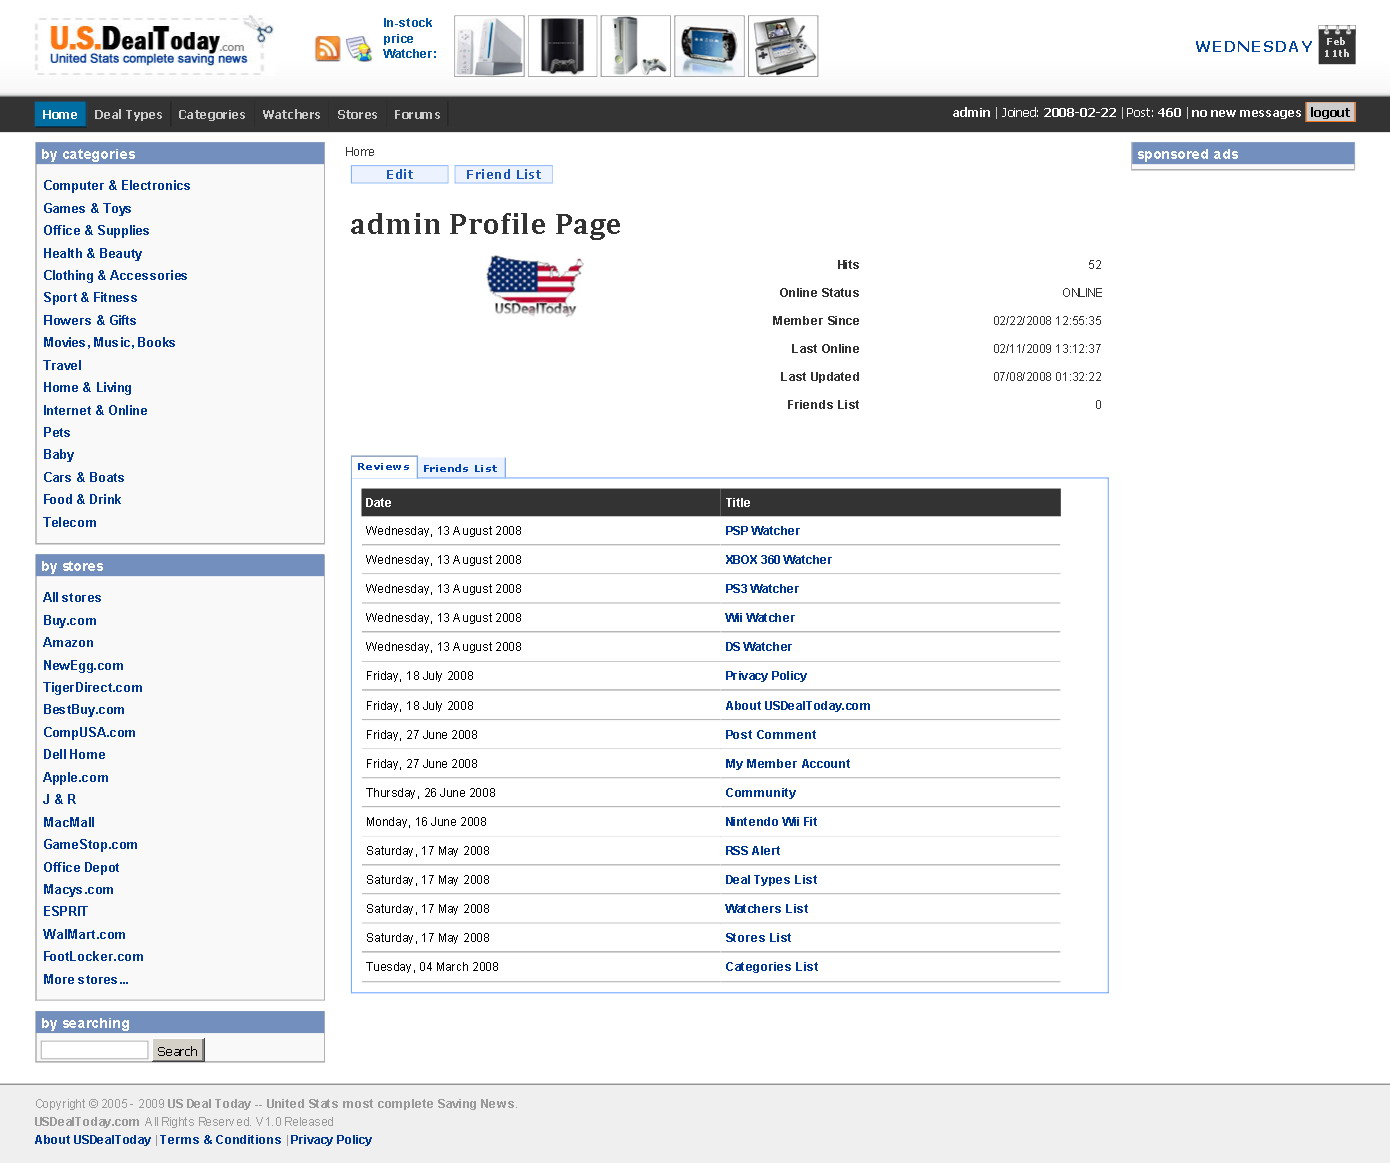 U.S.DealToday.com
United Stats complete saving news
In-stock
price
Watcher:
WEDNESDAY
Feb
11th
Home Deal Types Categories Watchers Stores Forums
admin | Joined: 2008-02-22 | Post: 460 | no new messages logout
by categories
Computer & Electronics
Games & Toys
Office & Supplies
Health & Beauty
Clothing & Accessories
Sport & Fitness
Flowers & Gifts
Movies, Music, Books
Travel
Home & Living
Internet & Online
Pets
Baby
Cars & Boats
Food & Drink
Telecom
by stores
All stores
Buy.com
Amazon
NewEgg.com
TigerDirect.com
BestBuy.com
CompUSA.com
Dell Home
Apple.com
J & R
MacMall
GameStop.com
Office Depot
Macys.com
ESPRIT
WalMart.com
FootLocker.com
More stores...
by searching
Search
Home
Edit Friend List
admin Profile Page
USDealToday
Hits 52
Online Status ONLINE
Member Since 02/22/2008 12:55:35
Last Online 02/11/2009 13:12:37
Last Updated 07/08/2008 01:32:22
Friends List 0
Reviews Friends List
Date Title
Wednesday, 13 August 2008 PSP Watcher
Wednesday, 13 August 2008 XBOX 360 Watcher
Wednesday, 13 August 2008 PS3 Watcher
Wednesday, 13 August 2008 Wii Watcher
Wednesday, 13 August 2008 DS Watcher
Friday, 18 July 2008 Privacy Policy
Friday, 18 July 2008 About USDealToday.com
Friday, 27 June 2008 Post Comment
Friday, 27 June 2008 My Member Account
Thursday, 26 June 2008 Community
Monday, 16 June 2008 Nintendo Wii Fit
Saturday, 17 May 2008 RSS Alert
Saturday, 17 May 2008 Deal Types List
Saturday, 17 May 2008 Watchers List
Saturday, 17 May 2008 Stores List
Tuesday, 04 March 2008 Categories List
sponsored ads
Copyright © 2005 - 2009 US Deal Today -- United Stats most complete Saving News.
USDealToday.com All Rights Reserved. V1.0 Released
About USDealToday | Terms & Conditions | Privacy Policy